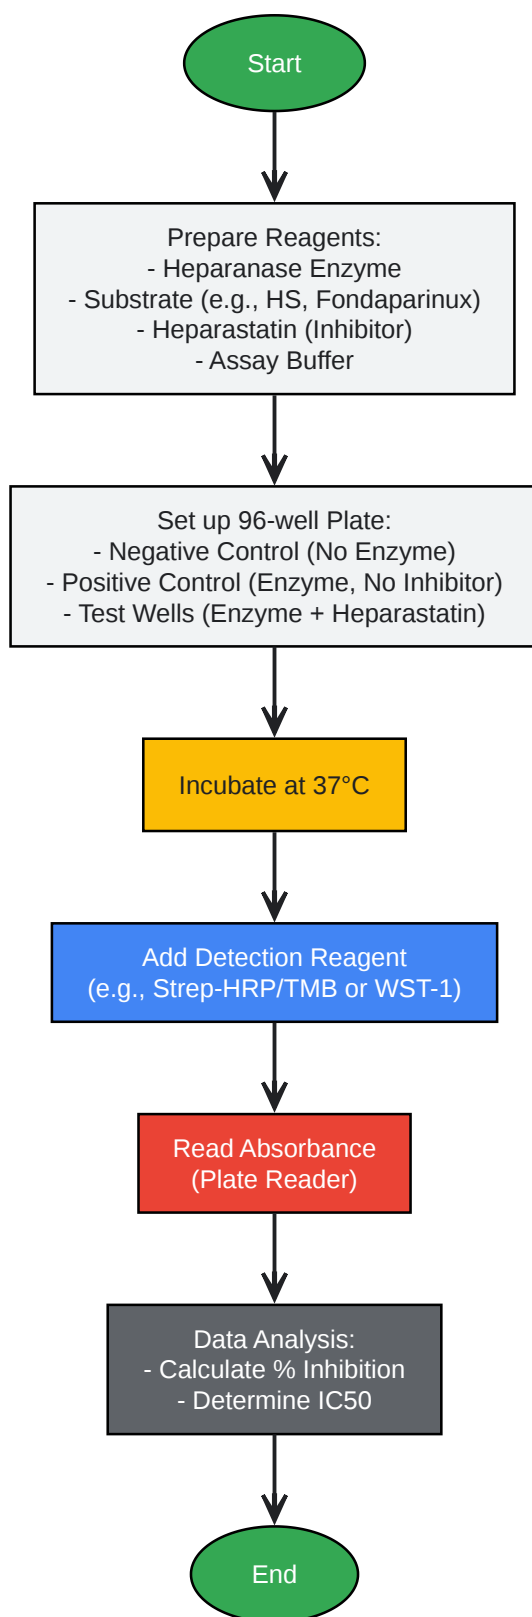 Start
Prepare Reagents:
- Heparanase Enzyme
- Substrate (e.g., HS, Fondaparinux)
- Heparastatin (Inhibitor)
- Assay Buffer
Set up 96-well Plate:
- Negative Control (No Enzyme)
- Positive Control (Enzyme, No Inhibitor)
- Test Wells (Enzyme + Heparastatin)
Incubate at 37°C
Add Detection Reagent
(e.g., Strep-HRP/TMB or WST-1)
Read Absorbance
(Plate Reader)
Data Analysis:
- Calculate % Inhibition
- Determine IC50
End